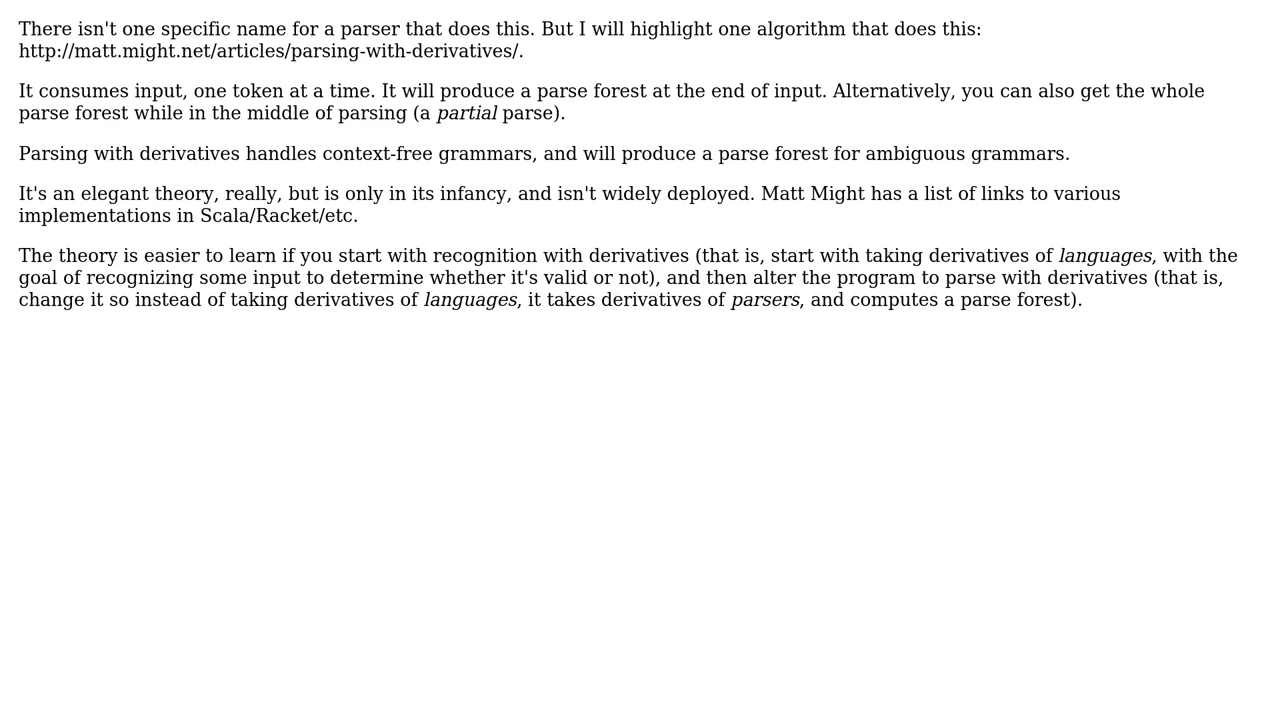 There isn't one specific name for a parser that does this. But I will highlight one algorithm that does this:
http://matt.might.net/articles/parsing-with-derivatives/.
It consumes input, one token at a time. It will produce a parse forest at the end of input. Alternatively, you can also get the whole
parse forest while in the middle of parsing (a partial parse).
Parsing with derivatives handles context-free grammars, and will produce a parse forest for ambiguous grammars.
It's an elegant theory, really, but is only in its infancy, and isn't widely deployed. Matt Might has a list of links to various
implementations in Scala/Racket/etc.
The theory is easier to learn if you start with recognition with derivatives (that is, start with taking derivatives of languages, with the
goal of recognizing some input to determine whether it's valid or not), and then alter the program to parse with derivatives (that is,
change it so instead of taking derivatives of languages, it takes derivatives of parsers, and computes a parse forest).